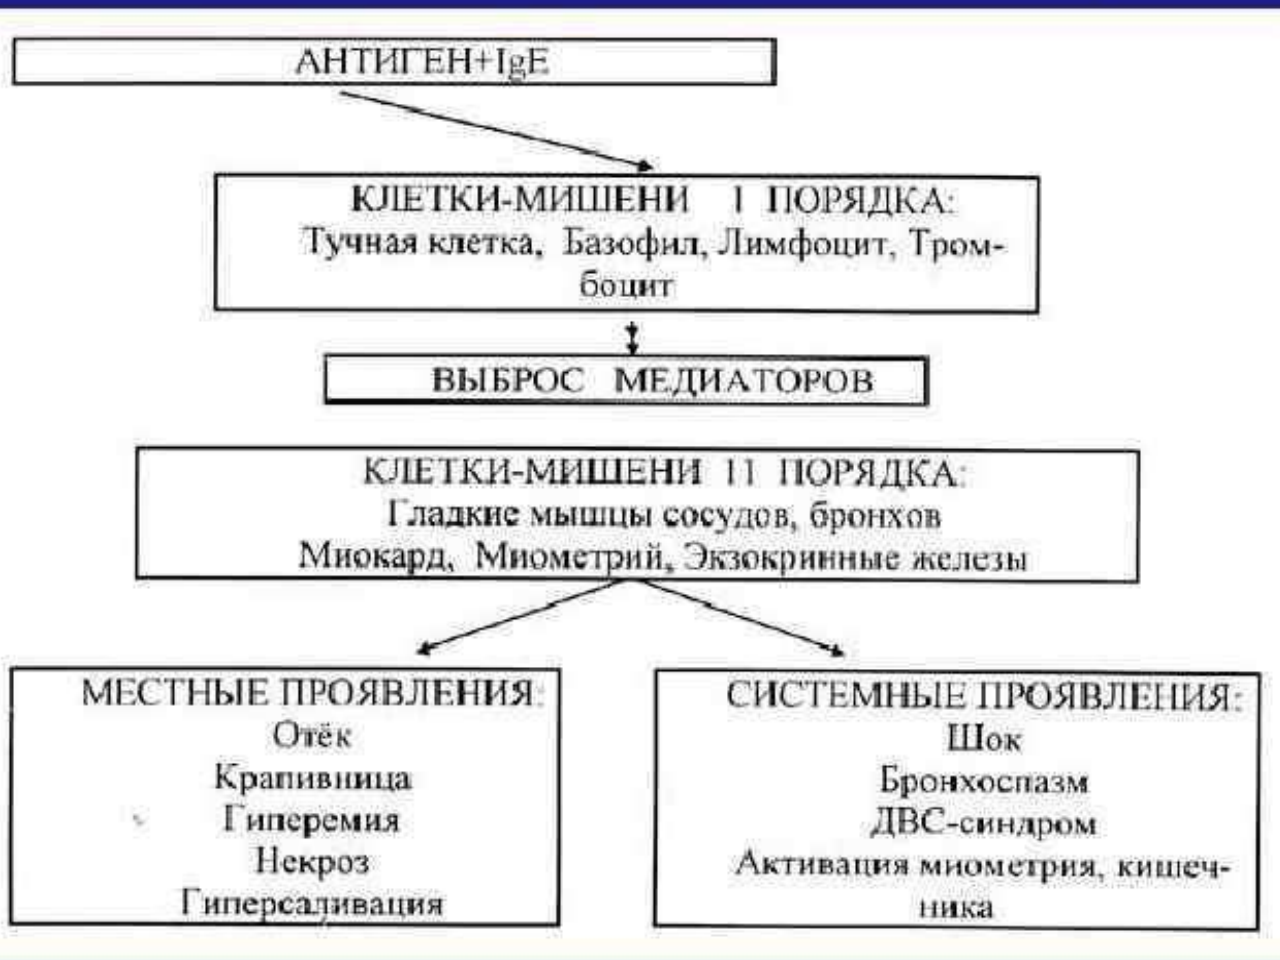 АНТИГЕН+IgE
КЛЕТКИ-МИШЕНИ I ПОРЯДКА:
Тучная клетка, Базофил, Лимфоцит, Тром-
боцит
ВЫБРОС МЕДИАТОРОВ
КЛЕТКИ-МИШЕНИ 11 ПОРЯДКА:
Гладкие мышцы сосудов, бронхов
Миокард, Миометрий, Экзокринные железы
МЕСТНЫЕ ПРОЯВЛЕНИЯ:
Отёк
Крапивница
Гиперемия
Некроз
Гиперсаливация
СИСТЕМНЫЕ ПРОЯВЛЕНИЯ:
Шок
Бронхоспазм
ДВС-синдром
Активация миометрия, кишеч-
ника